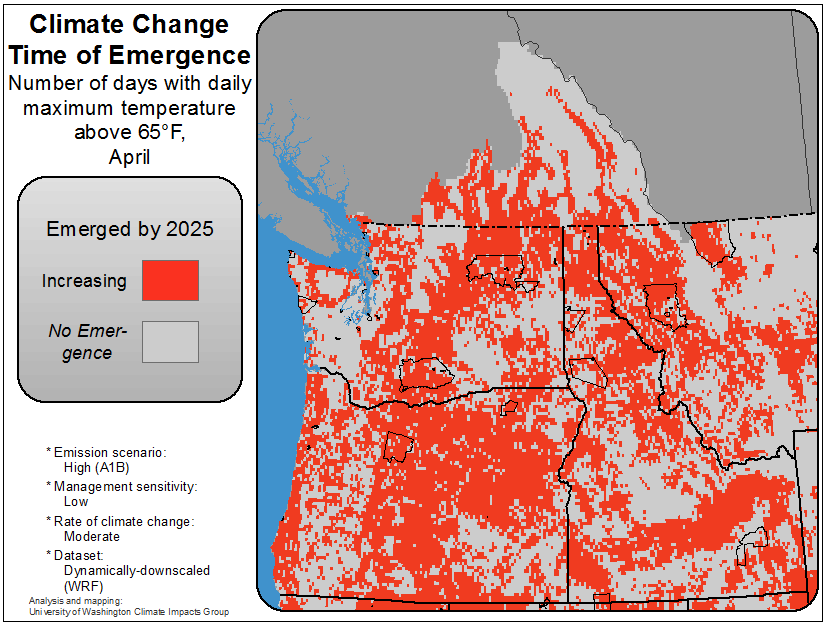 Climate Change
Time of Emergence
Number of days with daily
maximum temperature
above 65°F,
April
Emerged by 2025
Increasing
No Emer-
gence
* Emission scenario:
High (A1B)
* Management sensitivity:
Low
* Rate of climate change:
Moderate
* Dataset:
Dynamically-downscaled
(WRF)
Analysis and mapping:
University of Washington Climate Impacts Group